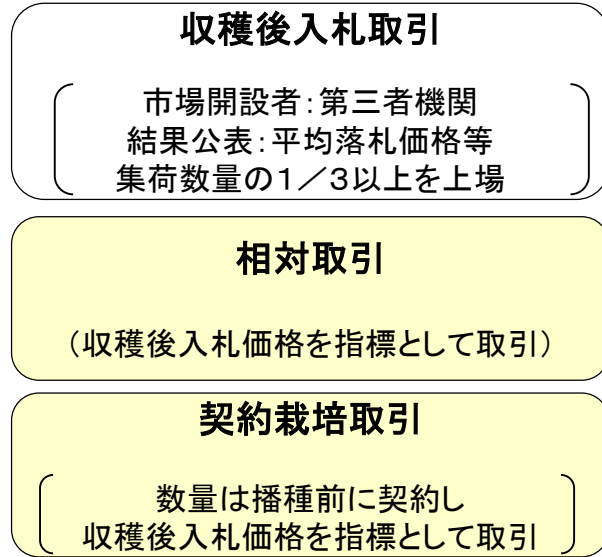 収穫後入札取引
市場開設者：第三者機関
結果公表：平均落札価格等
集荷数量の１／３以上を上場
相対取引
（収穫後入札価格を指標として取引）
契約栽培取引
数量は播種前に契約し
収穫後入札価格を指標として取引